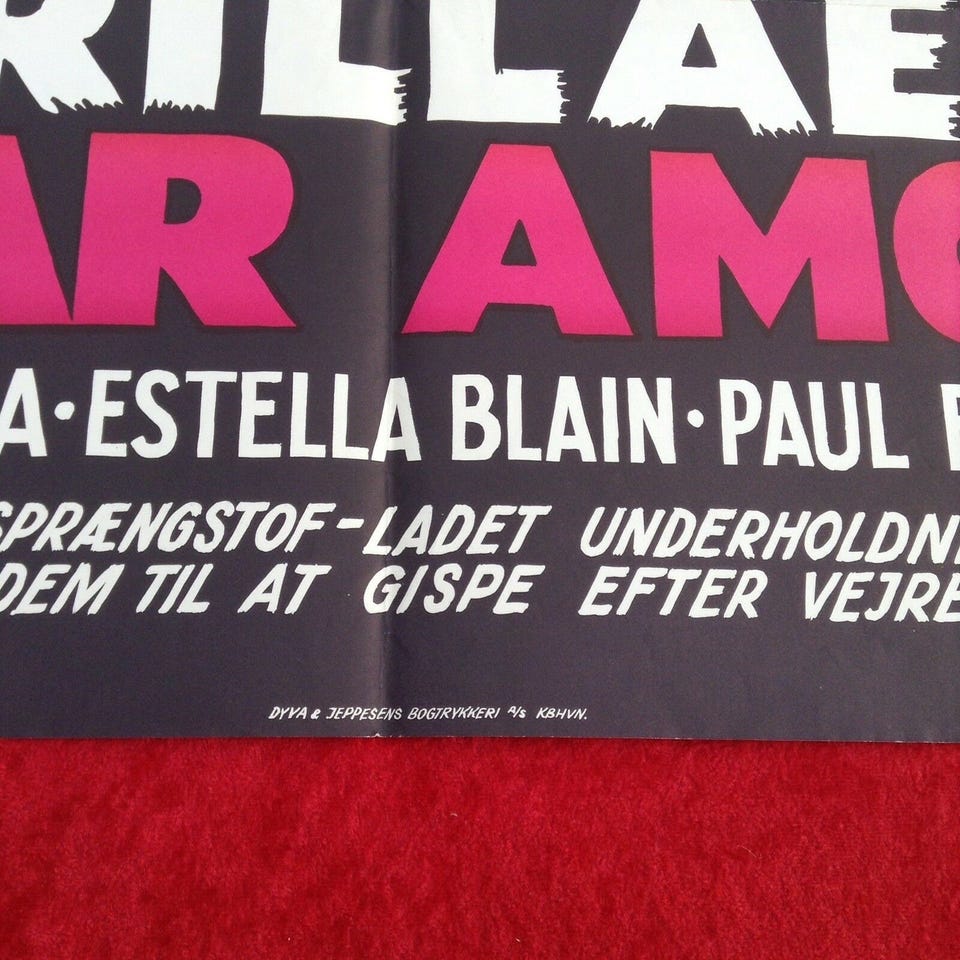 RILLAE
AR AMO
A·ESTELLA BLAIN·PAUL
SPRÆNGSTOF-LADET UNDERHOLDN
DEM TIL AT GISPE EFTER VEJRE
DYVA & JEPPESENS BOGTRYKKERI A/S KBHVN.